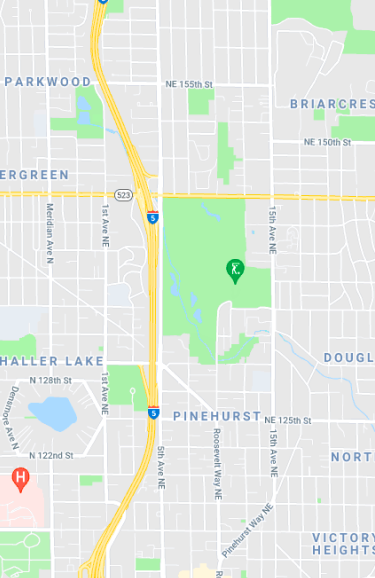 NE 155th St
PARKWOOD
BRIARCRES
NE 150th St
ERGREEN
523
Meridian Ave N
1st Ave NE
5
15th Ave NE
HALLER LAKE
DOUGL
N 128th St
Densmore Ave N
1st Ave NE
5
PINEHURST
NE 125th St
N 122nd St
5th Ave NE
Roosevelt Way NE
15th Ave NE
NORT
H
Pinehurst Way NE
VICTORY
HEIGHTS
Ro